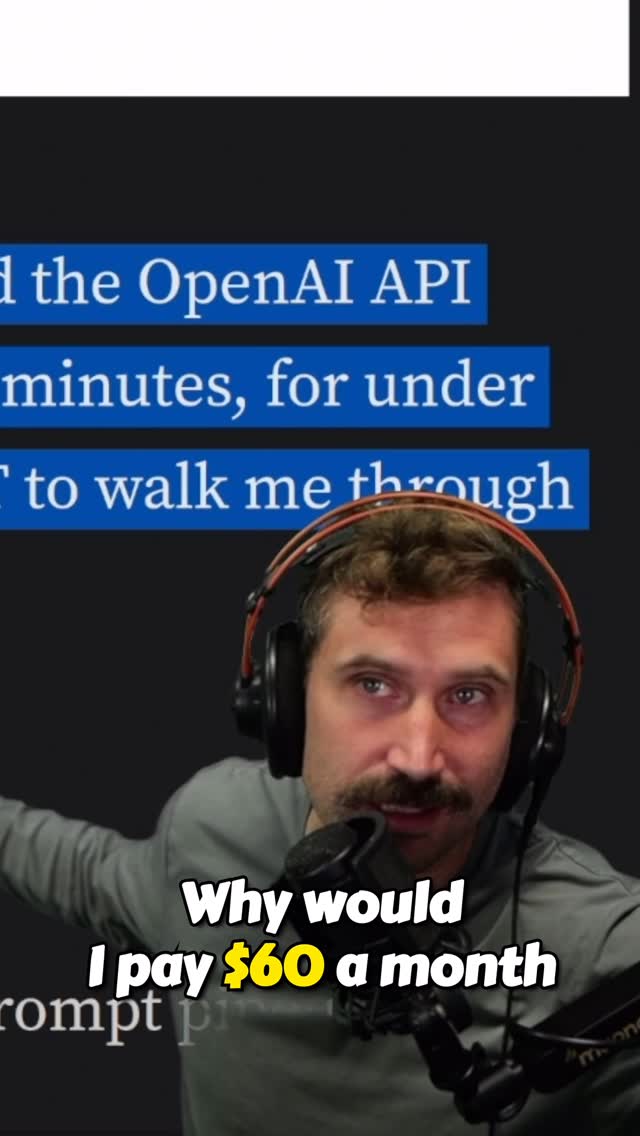 d the OpenAI API
minutes, for under
T to walk me through
Why would
I pay $60 a month
rompt